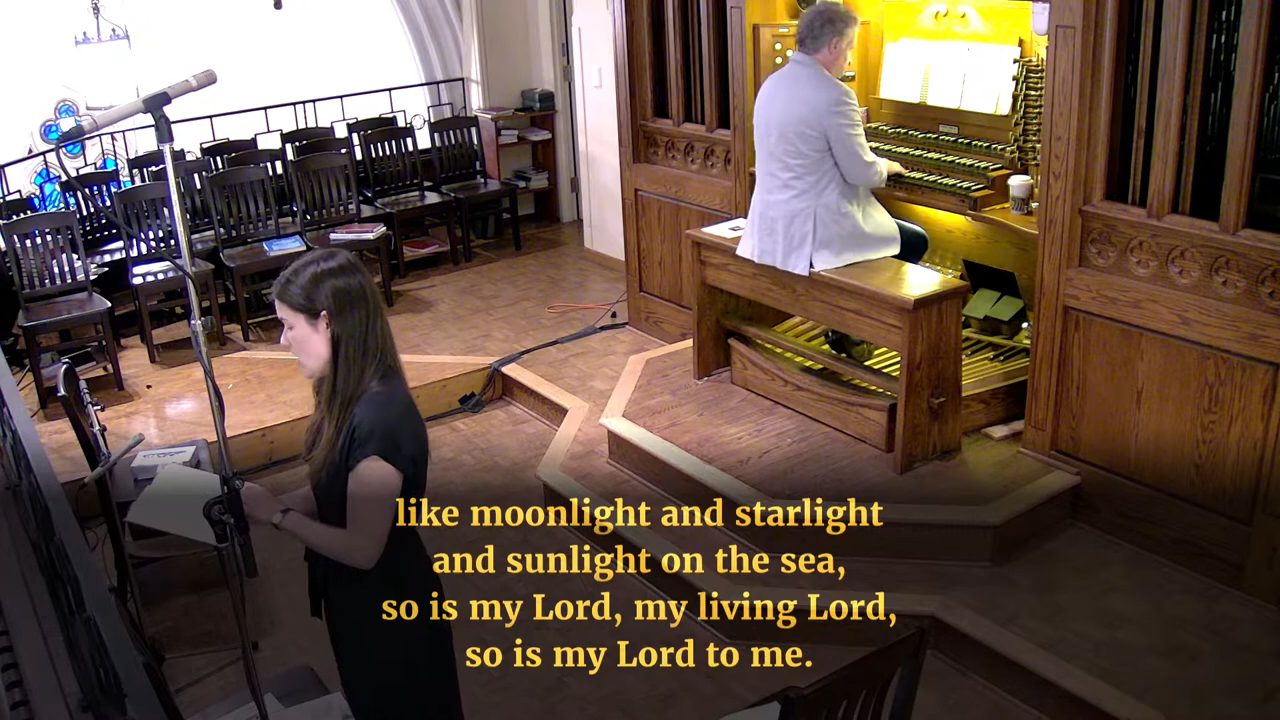 like moonlight and starlight
and sunlight on the sea,
so is my Lord, my living Lord,
so is my Lord to me.